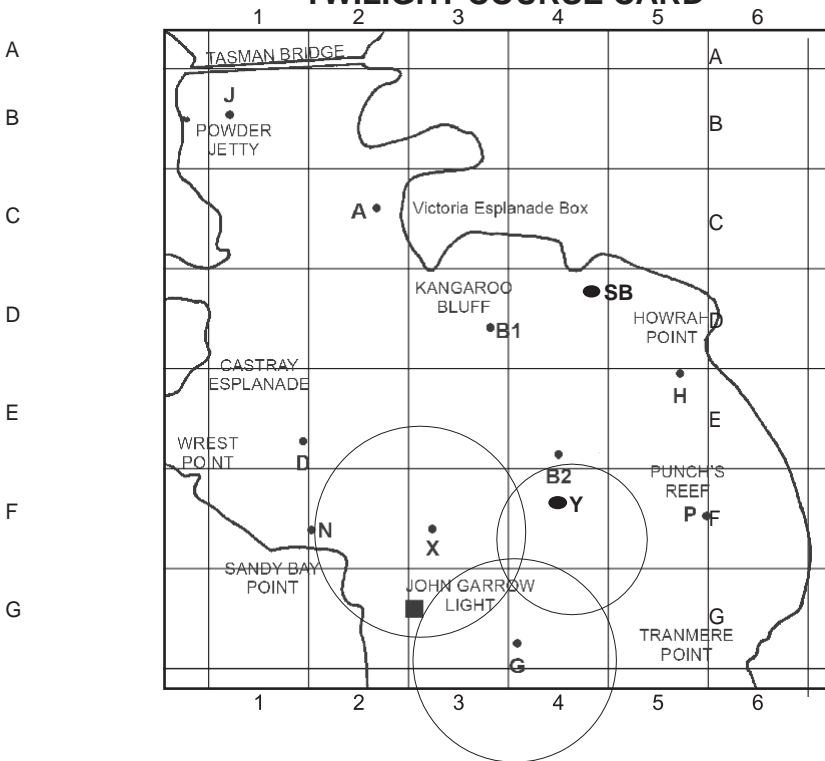 TWILIGHT COURSE CARD
1 2 3 4 5 6
A TASMAN BRIDGE A
J
B POWDER B
JETTY
C A Victoria Esplanade Box C
KANGAROO SB
BLUFF
D HOWRAH D
POINT
B1
CASTRAY
ESPLANADE
H
E E
WREST
POINT D
B2 PUNCH'S
REEF
F N X Y P F
SANDY BAY
POINT
JOHN GARROW
LIGHT
G G
TRANMERE
POINT
G
1 2 3 4 5 6